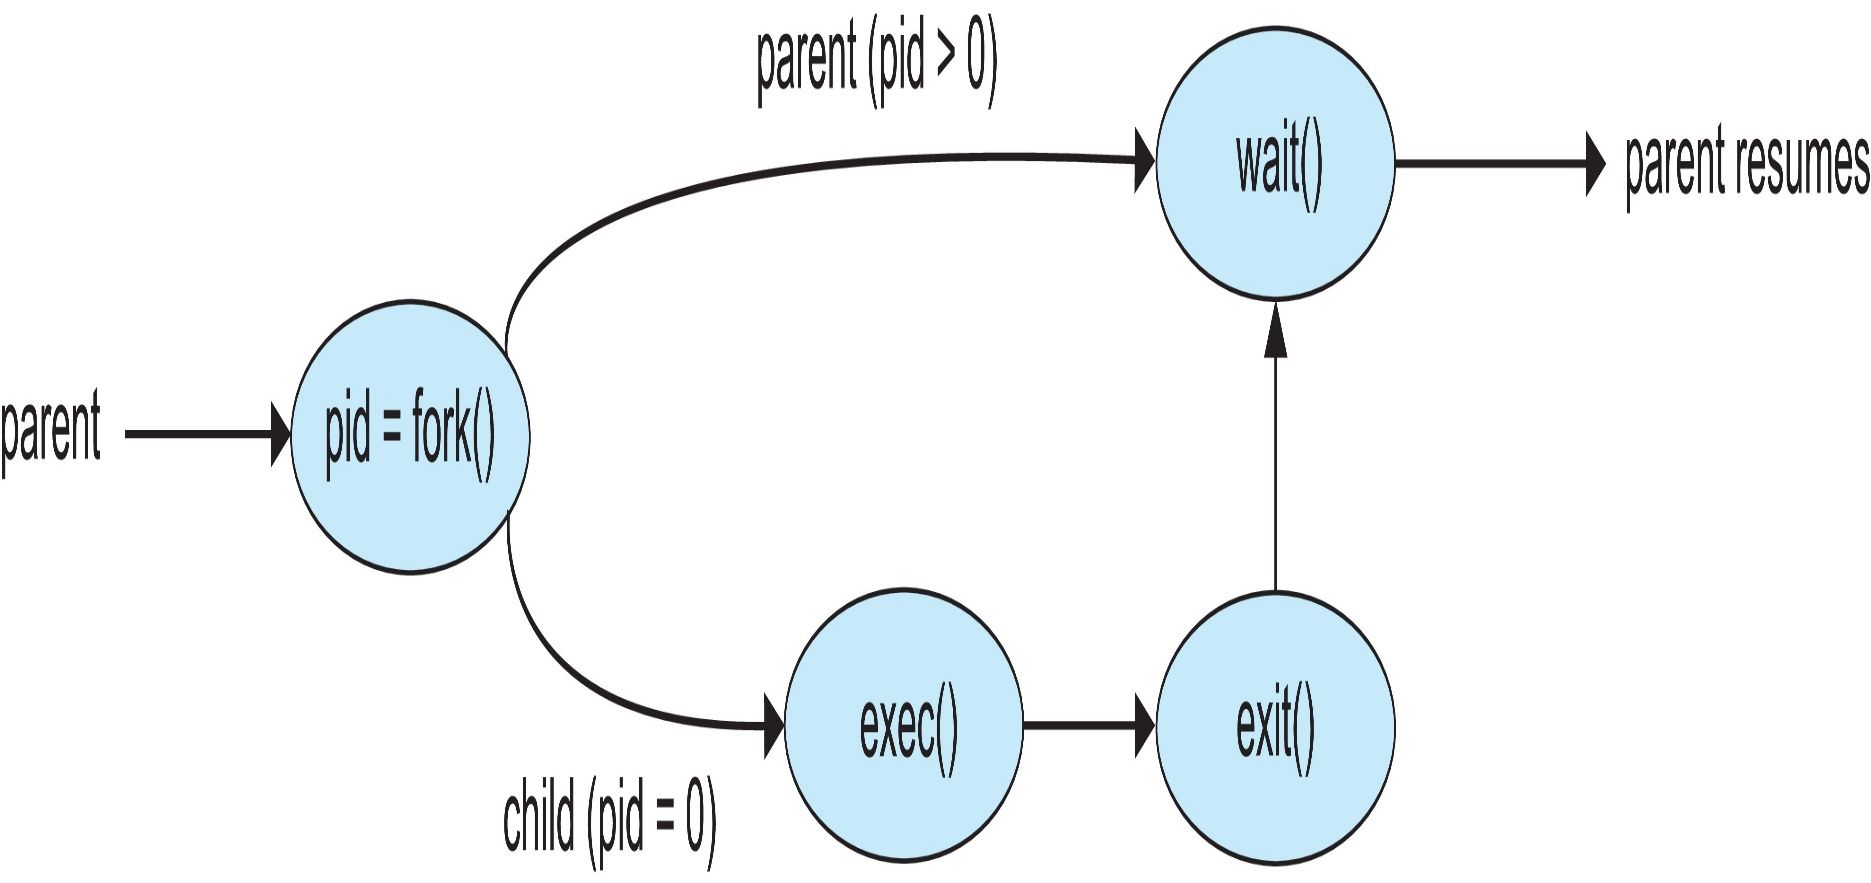 parent (pid > 0)
wait()
parent resumes
parent
pid = fork()
exec()
exit()
child (pid = 0)